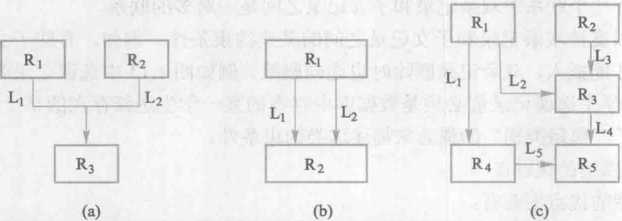 R₁ R₂
L₁ L₂
R₃
(a)
R₁
L₁ L₂
R₂
(b)
R₁ R₂
L₃
L₂ R₃
L₁ L₄
R₄ L₅ R₅
(c)